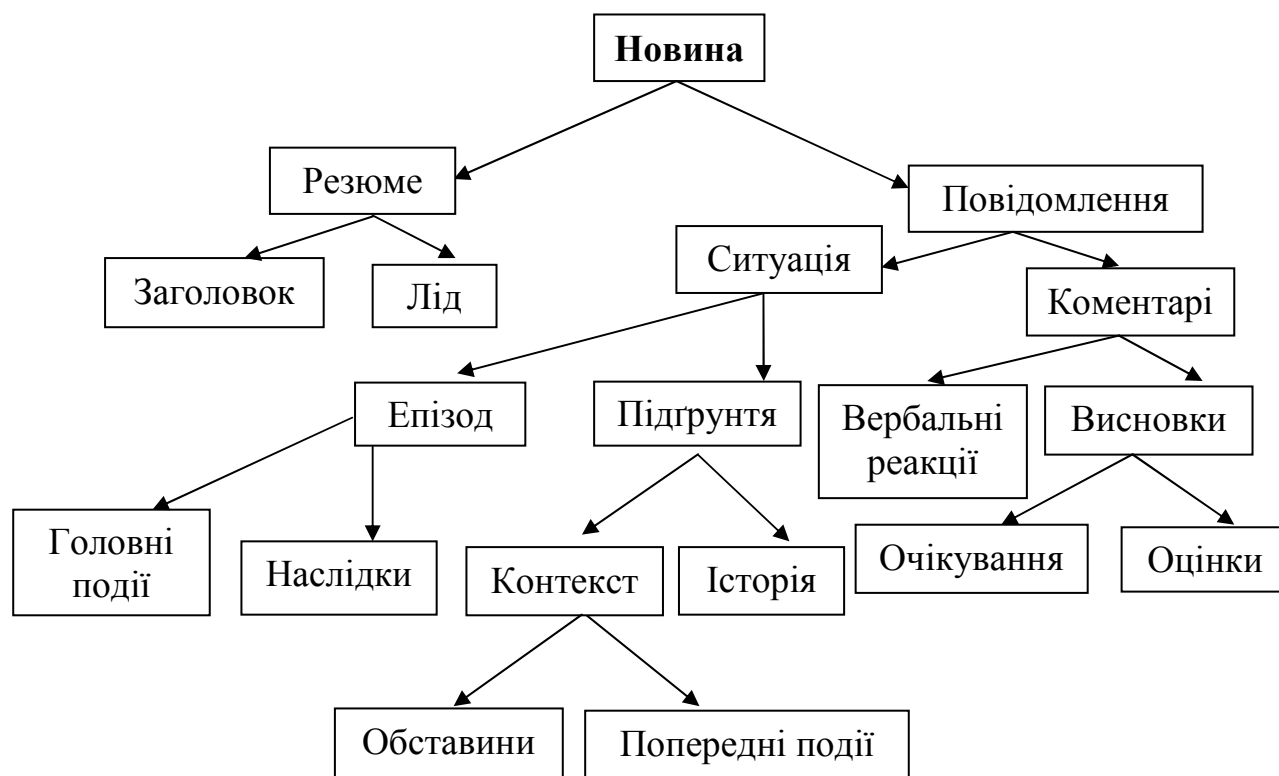 Новина
Резюме
Повідомлення
Ситуація
Заголовок
Лід
Коментарі
Епізод
Підґрунтя
Вербальні
реакції
Висновки
Головні
події
Наслідки
Контекст
Історія
Очікування
Оцінки
Обставини
Попередні події